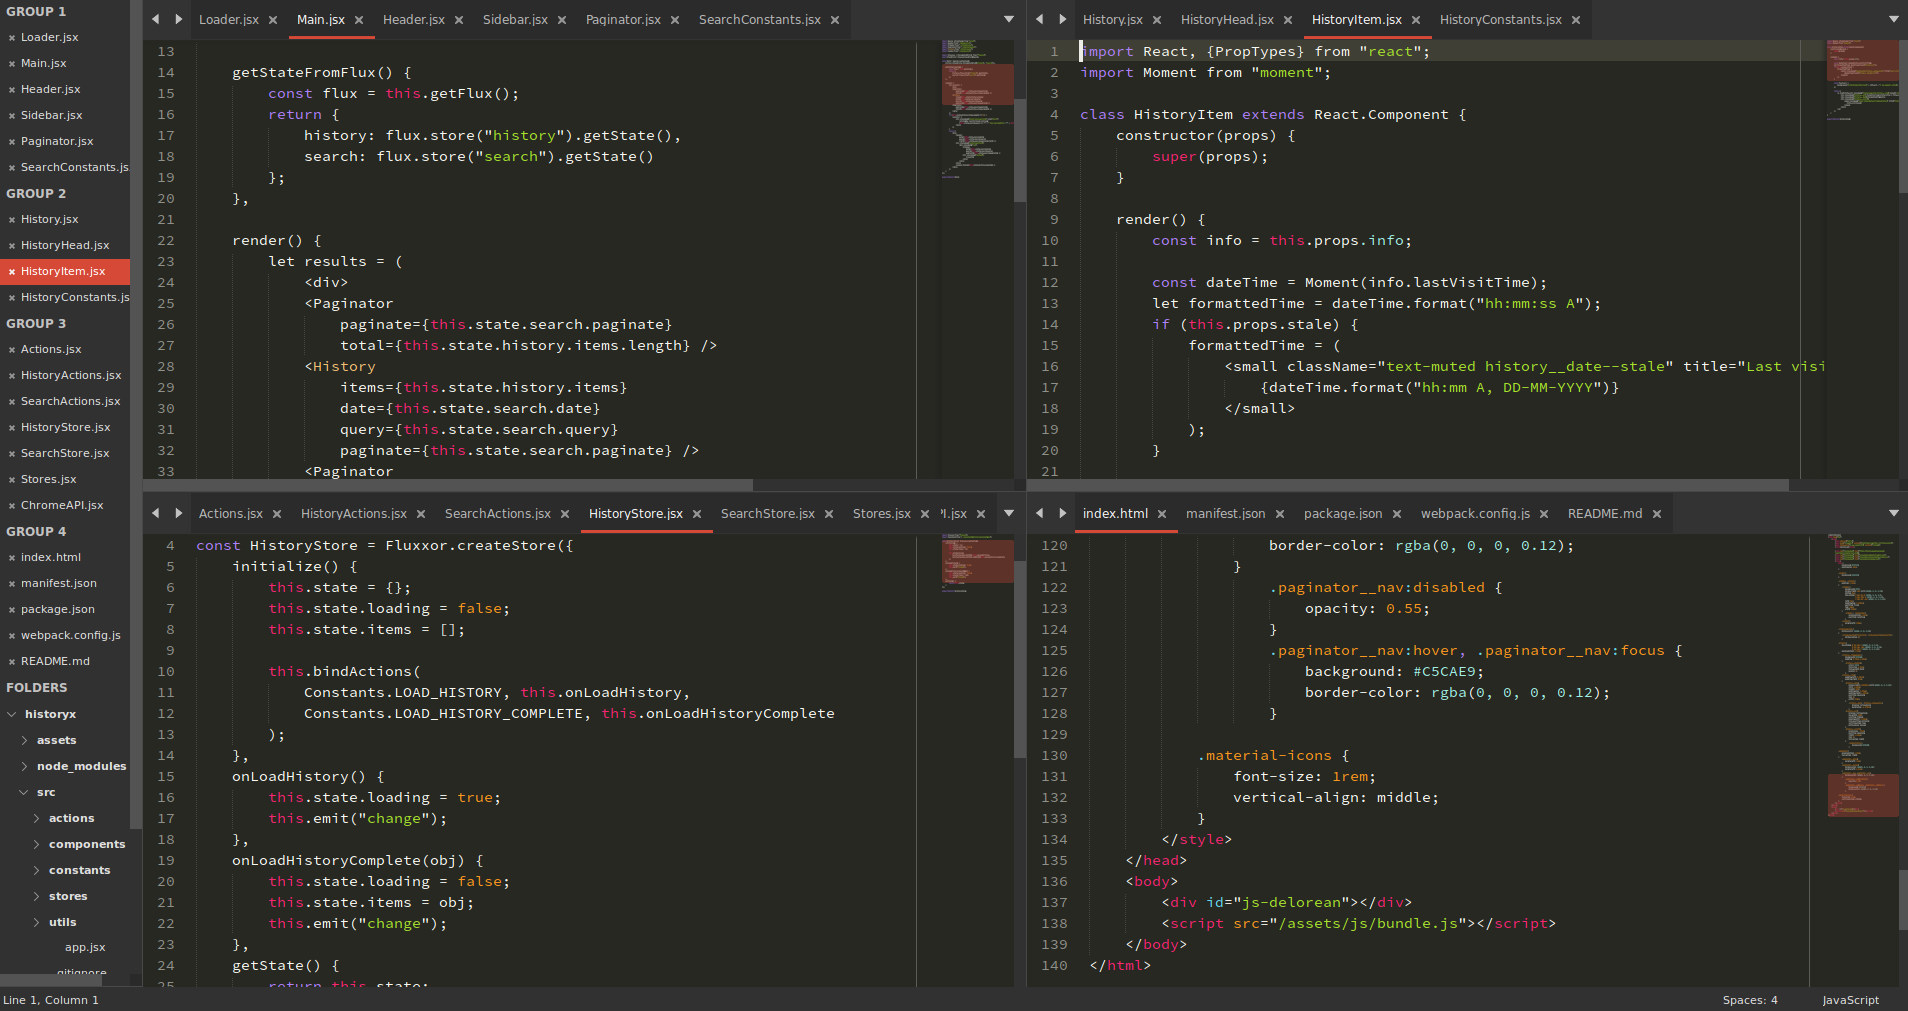 GROUP 1
Loader.jsx
Main.jsx
Header.jsx
Sidebar.jsx
Paginator.jsx
SearchConstants.js
GROUP 2
History.jsx
HistoryHead.jsx
HistoryItem.jsx
HistoryConstants.js
GROUP 3
Actions.jsx
HistoryActions.jsx
SearchActions.jsx
HistoryStore.jsx
SearchStore.jsx
Stores.jsx
ChromeAPI.jsx
GROUP 4
index.html
manifest.json
package.json
webpack.config.js
README.md
FOLDERS
historyx
assets
node_modules
src
actions
components
constants
stores
utils
app.jsx
.gitignore
Loader.jsx Main.jsx Header.jsx Sidebar.jsx Paginator.jsx SearchConstants.jsx
13
14 getStateFromFlux() {
15 const flux = this.getFlux();
16 return {
17 history: flux.store("history").getState(),
18 search: flux.store("search").getState()
19 };
20 },
21
22 render() {
23 let results = (
24 <div>
25 <Paginator
26 paginate={this.state.search.paginate}
27 total={this.state.history.items.length} />
28 <History
29 items={this.state.history.items}
30 date={this.state.search.date}
31 query={this.state.search.query}
32 paginate={this.state.search.paginate} />
33 <Paginator
History.jsx HistoryHead.jsx HistoryItem.jsx HistoryConstants.jsx
1 import React, {PropTypes} from "react";
2 import Moment from "moment";
3
4 class HistoryItem extends React.Component {
5 constructor(props) {
6 super(props);
7 }
8
9 render() {
10 const info = this.props.info;
11
12 const dateTime = Moment(info.lastVisitTime);
13 let formattedTime = dateTime.format("hh:mm:ss A");
14 if (this.props.stale) {
15 formattedTime = (
16 <small className="text-muted history__date--stale" title="Last visi
17 {dateTime.format("hh:mm A, DD-MM-YYYY")}
18 </small>
19 );
20 }
21
Actions.jsx HistoryActions.jsx SearchActions.jsx HistoryStore.jsx SearchStore.jsx Stores.jsx PI.jsx
4 const HistoryStore = Fluxxor.createStore({
5 initialize() {
6 this.state = {};
7 this.state.loading = false;
8 this.state.items = [];
9
10 this.bindActions(
11 Constants.LOAD_HISTORY, this.onLoadHistory,
12 Constants.LOAD_HISTORY_COMPLETE, this.onLoadHistoryComplete
13 );
14 },
15 onLoadHistory() {
16 this.state.loading = true;
17 this.emit("change");
18 },
19 onLoadHistoryComplete(obj) {
20 this.state.loading = false;
21 this.state.items = obj;
22 this.emit("change");
23 },
24 getState() {
25 return this.state;
index.html manifest.json package.json webpack.config.js README.md
120 border-color: rgba(0, 0, 0, 0.12);
121 }
122 .paginator__nav:disabled {
123 opacity: 0.55;
124 }
125 .paginator__nav:hover, .paginator__nav:focus {
126 background: #C5CAE9;
127 border-color: rgba(0, 0, 0, 0.12);
128 }
129
130 .material-icons {
131 font-size: 1rem;
132 vertical-align: middle;
133 }
134 </style>
135 </head>
136 <body>
137 <div id="js-delorean"></div>
138 <script src="/assets/js/bundle.js"></script>
139 </body>
140 </html>
Line 1, Column 1
Spaces: 4 JavaScript